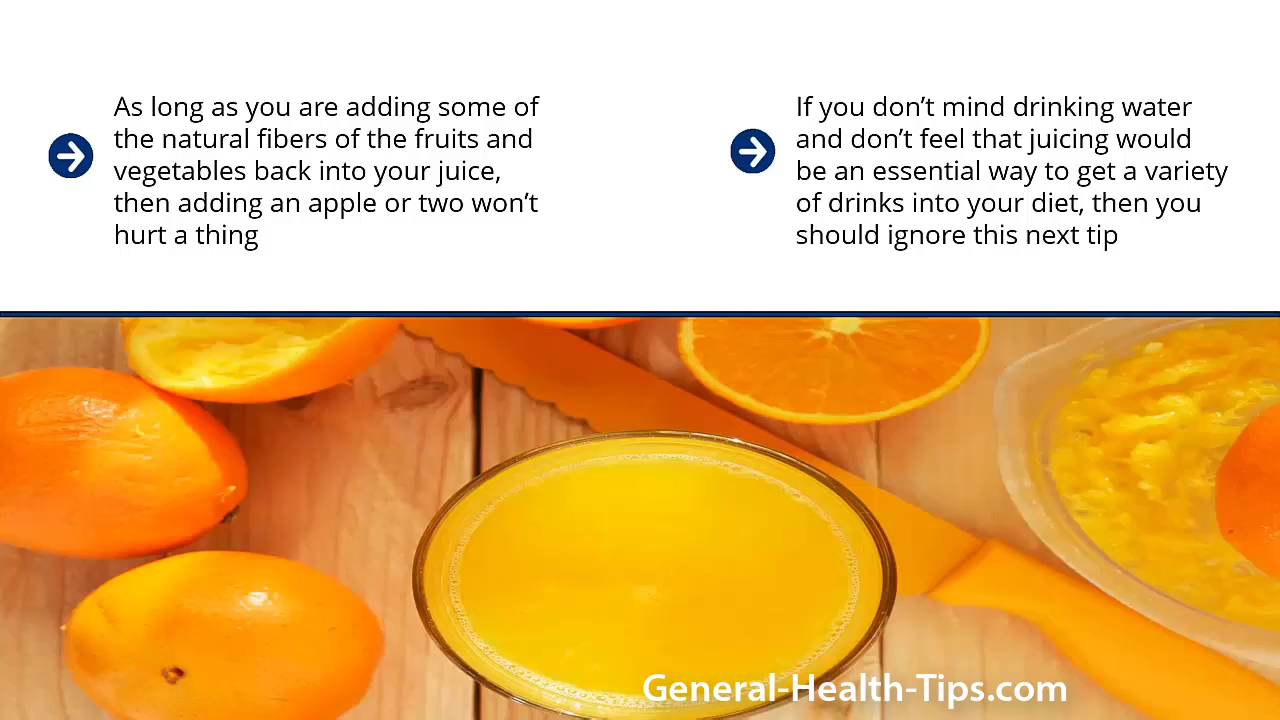 As long as you are adding some of
the natural fibers of the fruits and
vegetables back into your juice,
then adding an apple or two won’t
hurt a thing
If you don’t mind drinking water
and don’t feel that juicing would
be an essential way to get a variety
of drinks into your diet, then you
should ignore this next tip
General-Health-Tips.com